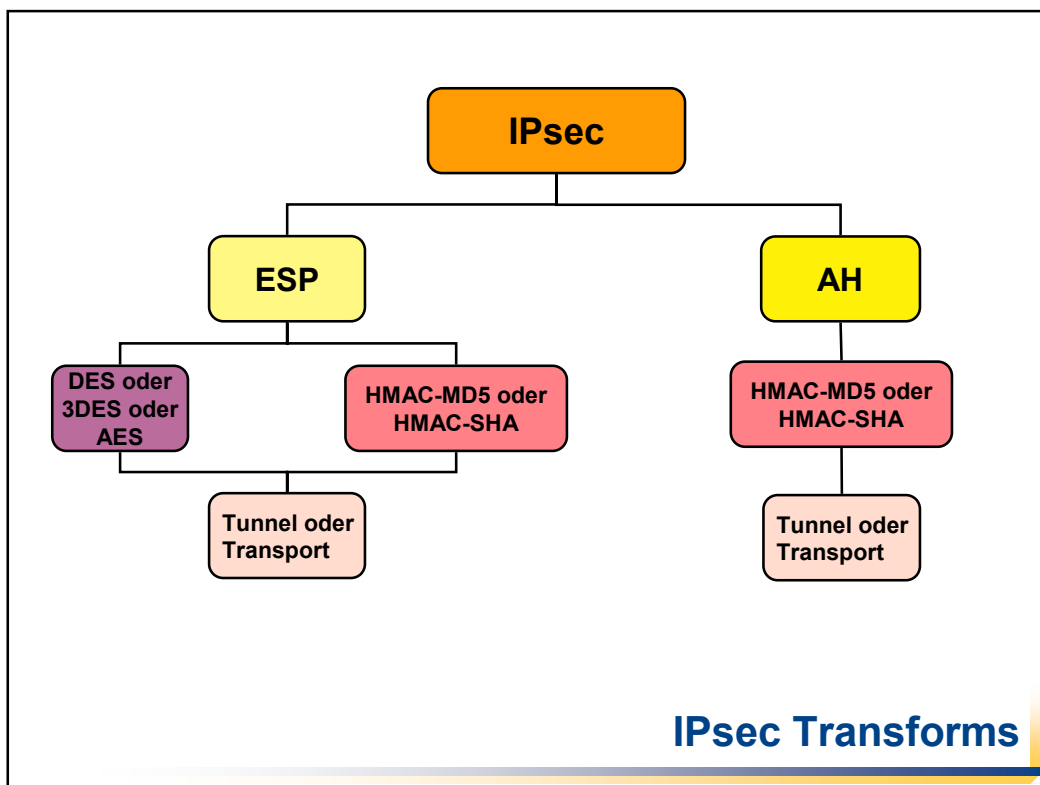 IPsec
ESP
AH
DES oder
3DES oder
AES
HMAC-MD5 oder
HMAC-SHA
HMAC-MD5 oder
HMAC-SHA
Tunnel oder
Transport
Tunnel oder
Transport
IPsec Transforms